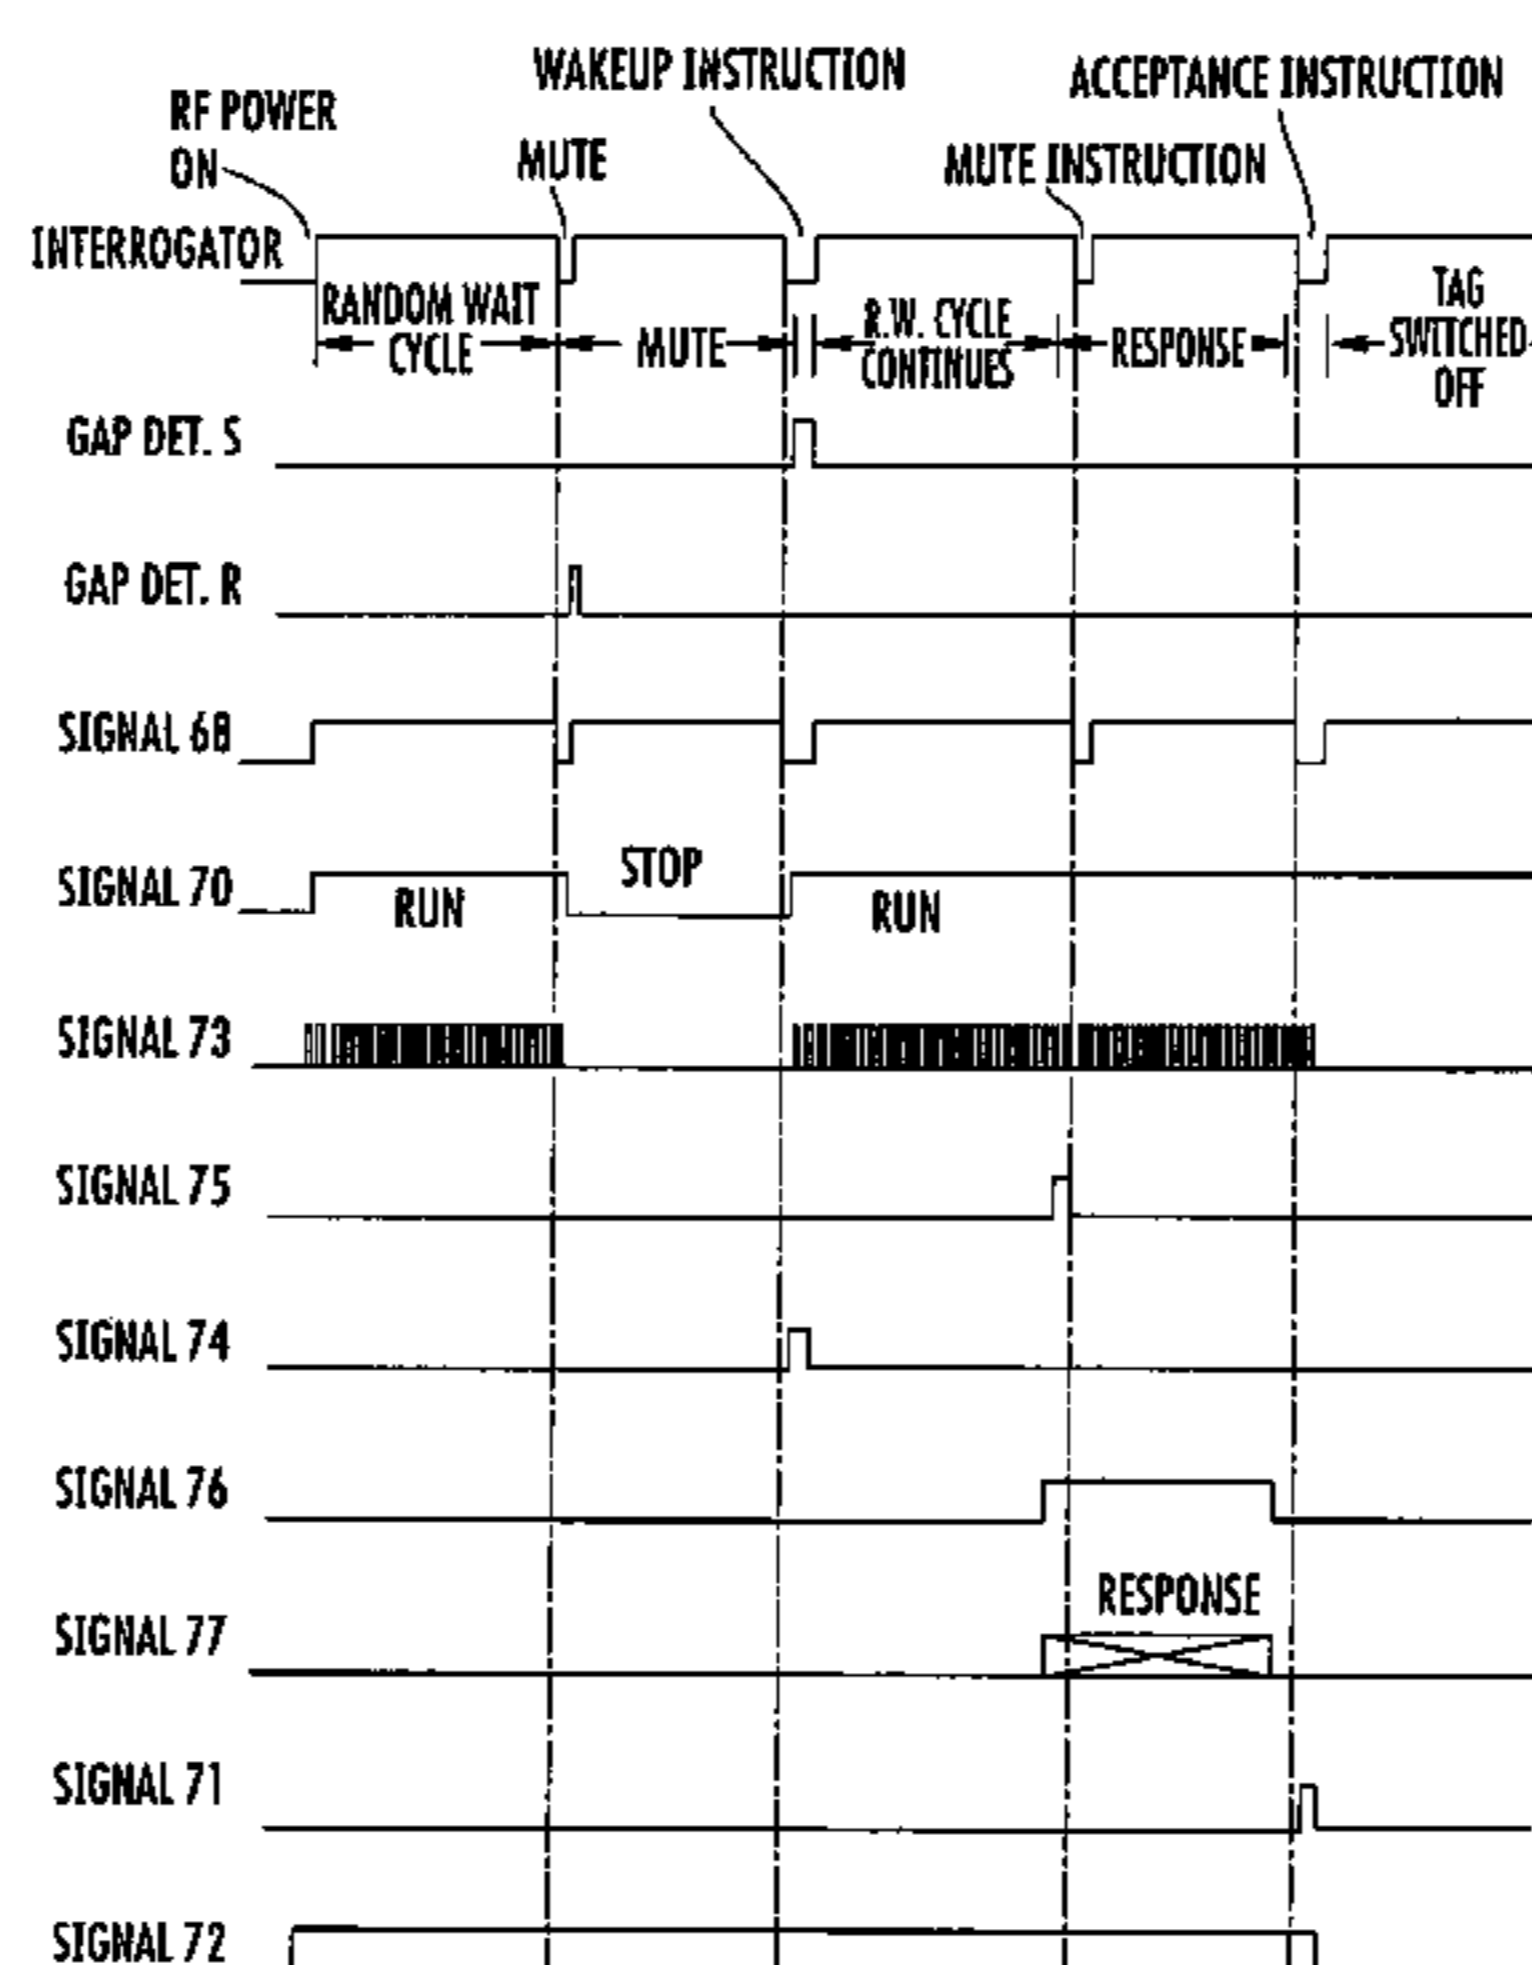 WAKEUP INSTRUCTION
ACCEPTANCE INSTRUCTION
RF POWER
ON
MUTE
MUTE INSTRUCTION
INTERROGATOR
RANDOM WAIT
CYCLE
MUTE
R.W. CYCLE
CONTINUES
RESPONSE
TAG
SWITCHED
OFF
GAP DET. S
GAP DET. R
SIGNAL 68
SIGNAL 70
RUN
STOP
RUN
SIGNAL 73
SIGNAL 75
SIGNAL 74
SIGNAL 76
SIGNAL 77
RESPONSE
SIGNAL 71
SIGNAL 72